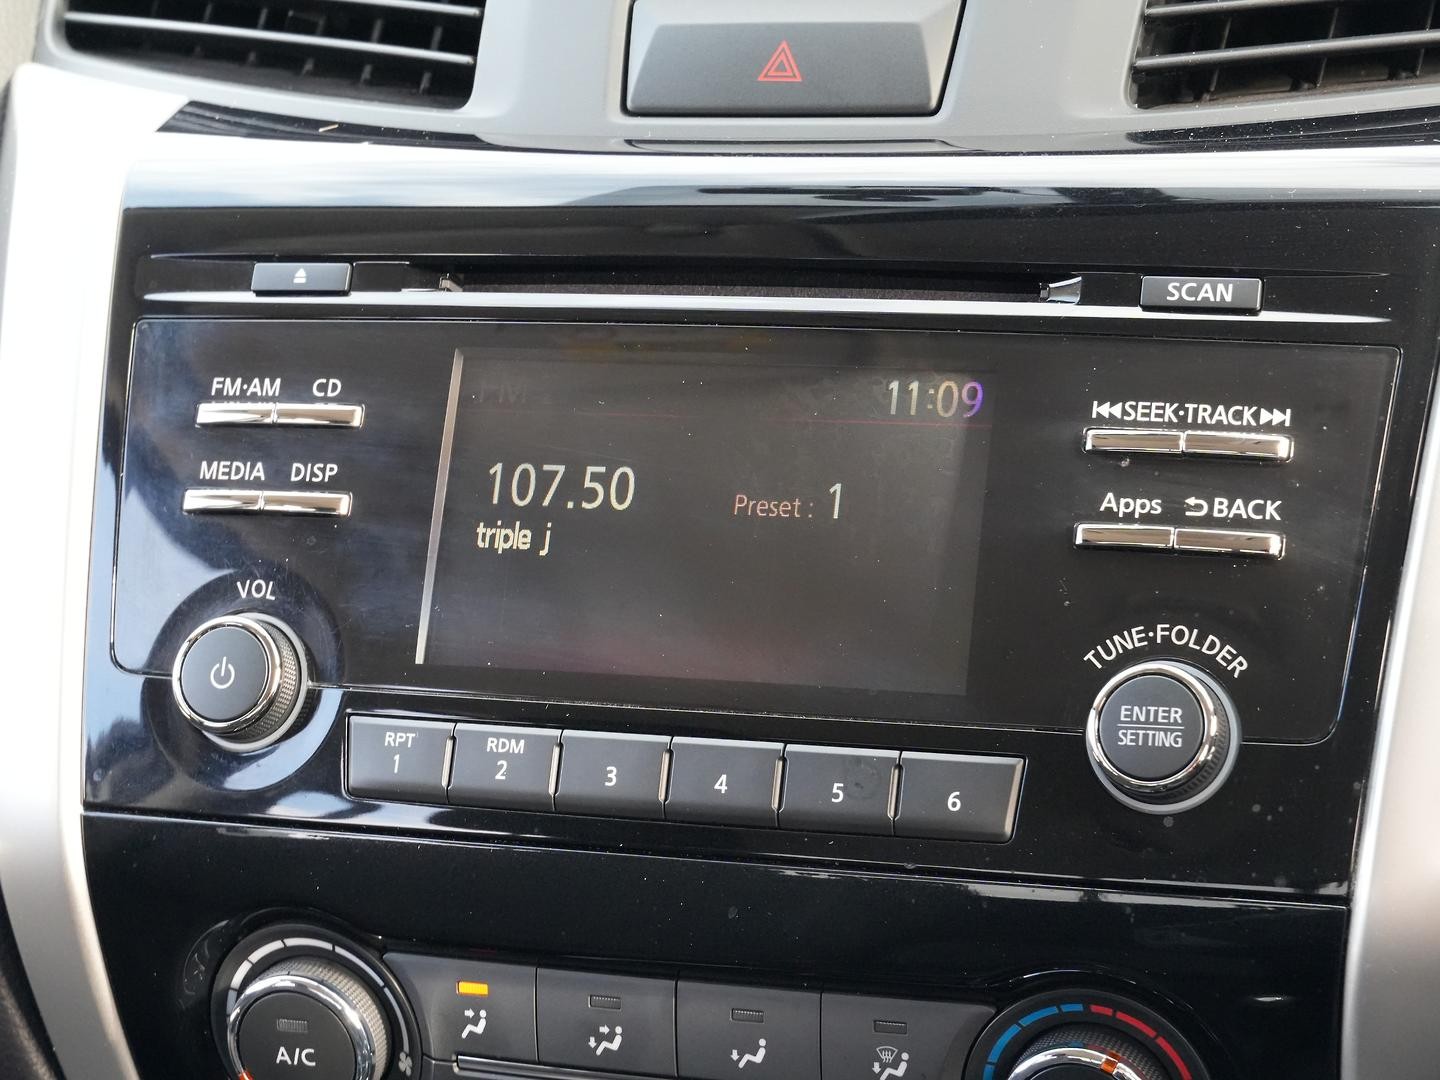 SCAN
FM·AM CD
FM
11:09
SEEK·TRACK
MEDIA DISP
107.50
Preset : 1
triple j
Apps BACK
VOL
TUNE·FOLDER
ENTER
SETTING
RPT
1
RDM
2
3
4
5
6
A/C